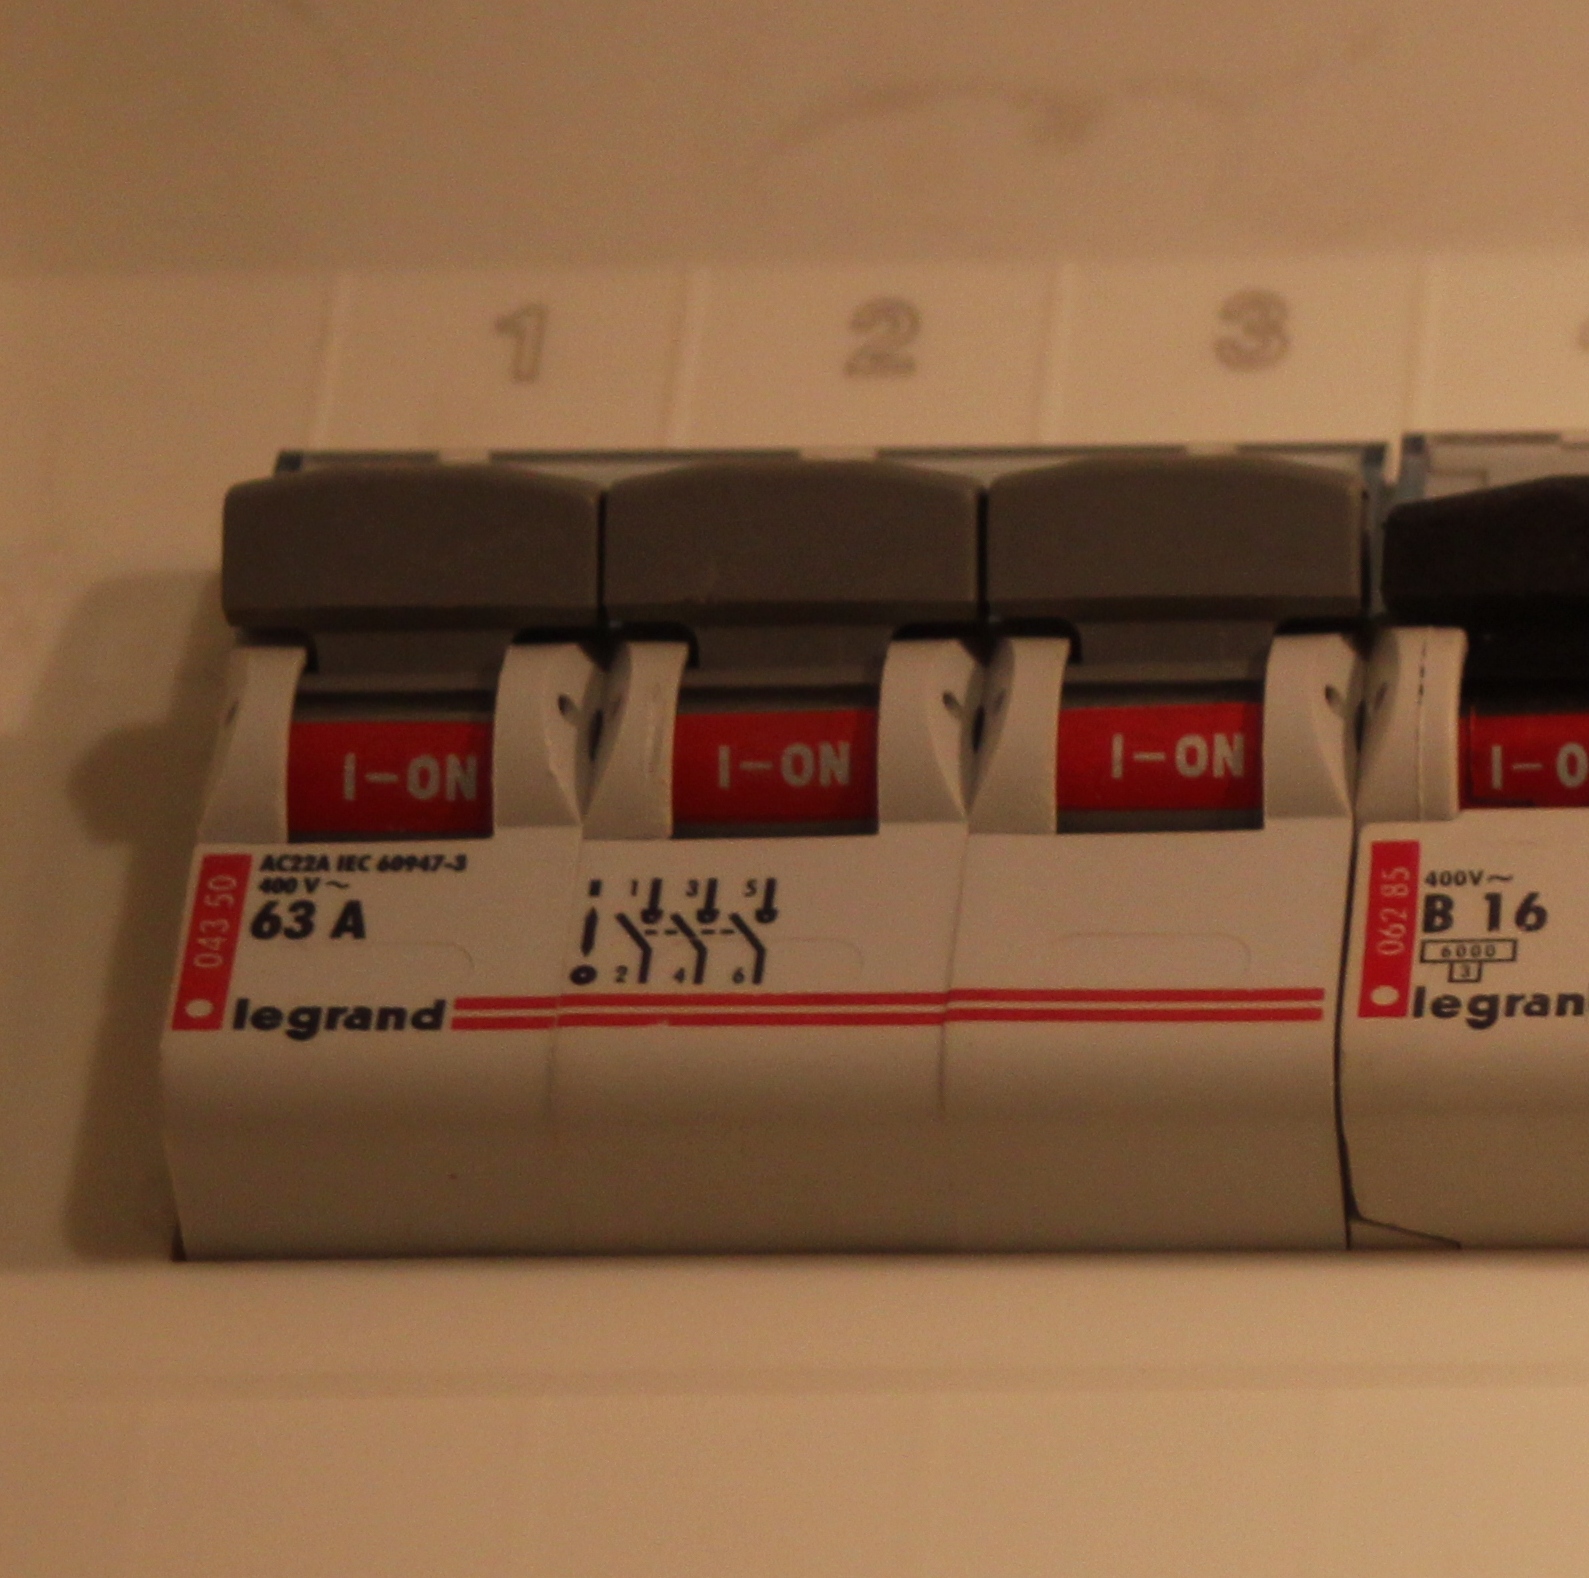 1 2 3
I-ON I-ON I-ON I-O
043 50
AC22A IEC 60947-3
400 V ~
63 A
legrand
1 3 5
2 4 6
062 85
400V~
B 16
6000
3
legran